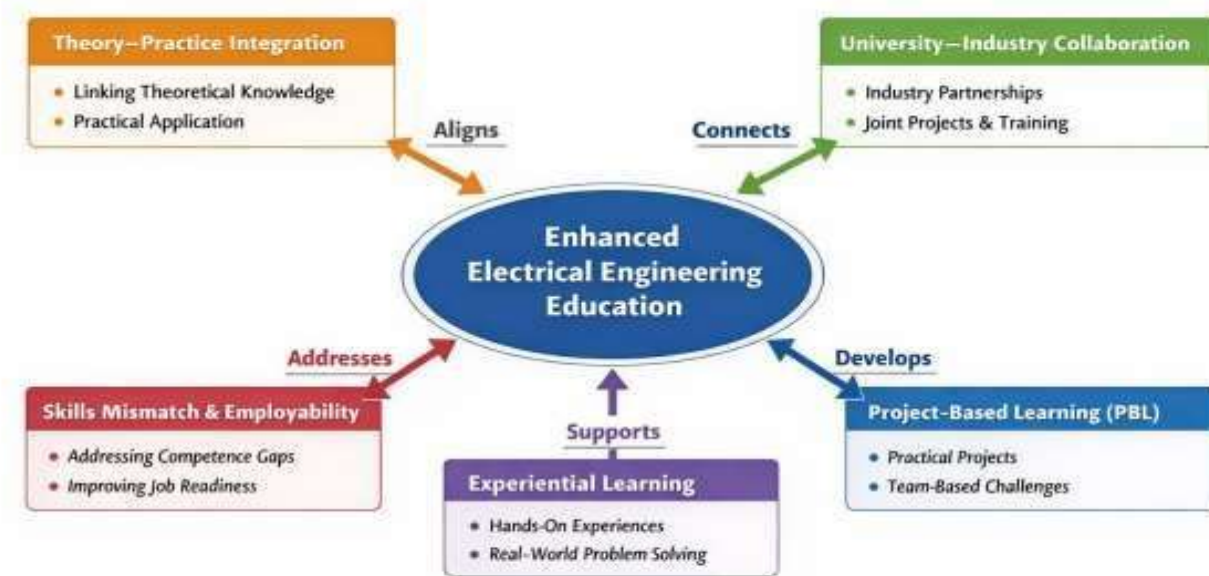 Theory—Practice Integration
• Linking Theoretical Knowledge
• Practical Application
University—Industry Collaboration
• Industry Partnerships
• Joint Projects & Training
Aligns
Connects
Enhanced
Electrical Engineering
Education
Addresses
Develops
Skills Mismatch & Employability
• Addressing Competence Gaps
• Improving Job Readiness
Supports
Experiential Learning
• Hands-On Experiences
• Real-World Problem Solving
Project-Based Learning (PBL)
• Practical Projects
• Team-Based Challenges